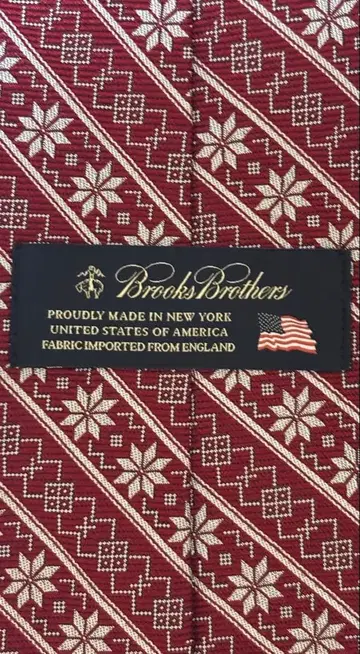 Brooks Brothers
PROUDLY MADE IN NEW YORK
UNITED STATES OF AMERICA
FABRIC IMPORTED FROM ENGLAND